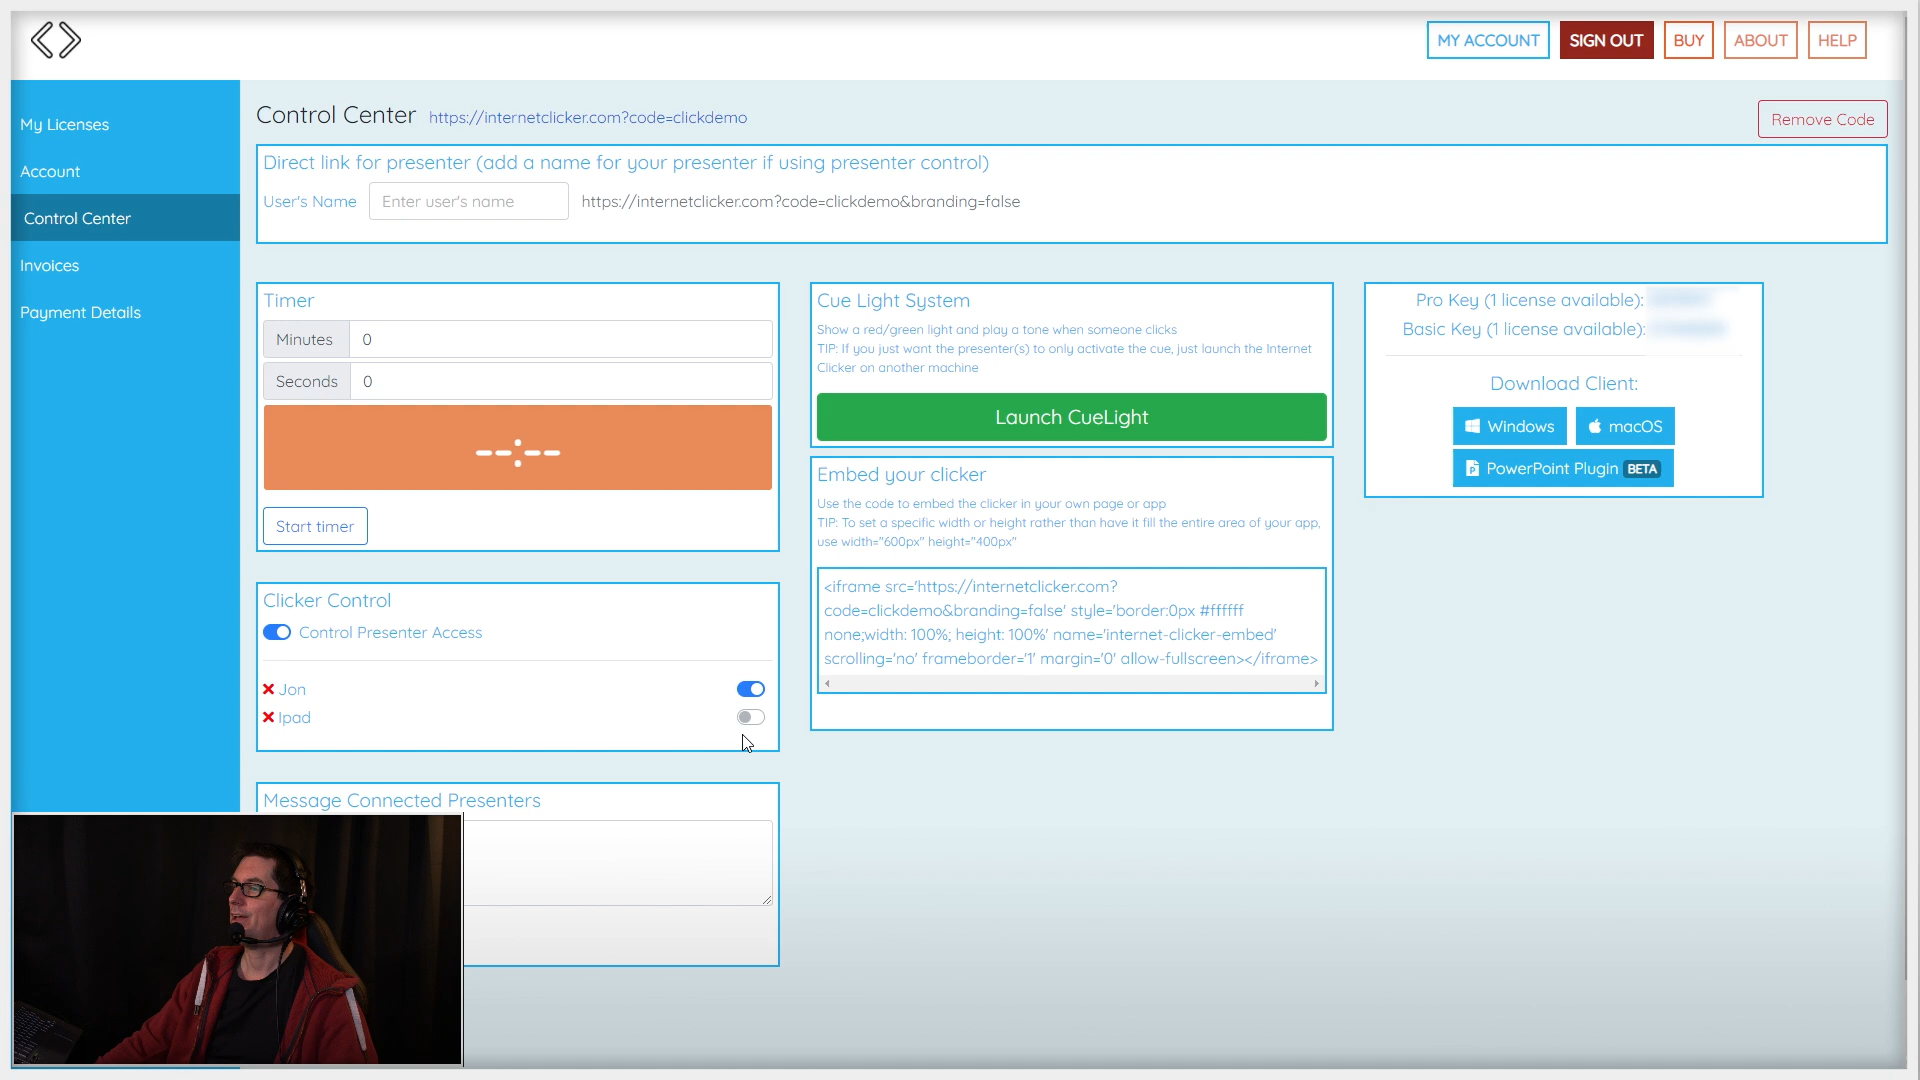 MY ACCOUNT
SIGN OUT
BUY
ABOUT
HELP
My Licenses
Account
Control Center
Invoices
Payment Details
Control Center https://internetclicker.com?code=clickdemo
Remove Code
Direct link for presenter (add a name for your presenter if using presenter control)
User's Name Enter user's name https://internetclicker.com?code=clickdemo&branding=false
Timer
Minutes 0
Seconds 0
--:--
Start timer
Clicker Control
Control Presenter Access
Jon
Ipad
Message Connected Presenters
Cue Light System
Show a red/green light and play a tone when someone clicks
TIP: If you just want the presenter(s) to only activate the cue, just launch the Internet
Clicker on another machine
Launch CueLight
Embed your clicker
Use the code to embed the clicker in your own page or app
TIP: To set a specific width or height rather than have it fill the entire area of your app,
use width="600px" height="400px"
<iframe src='https://internetclicker.com?
code=clickdemo&branding=false' style='border:0px #ffffff
none;width: 100%; height: 100%' name='internet-clicker-embed'
scrolling='no' frameborder='1' margin='0' allow-fullscreen></iframe>
Pro Key (1 license available):
Basic Key (1 license available):
Download Client:
Windows
macOS
PowerPoint Plugin BETA